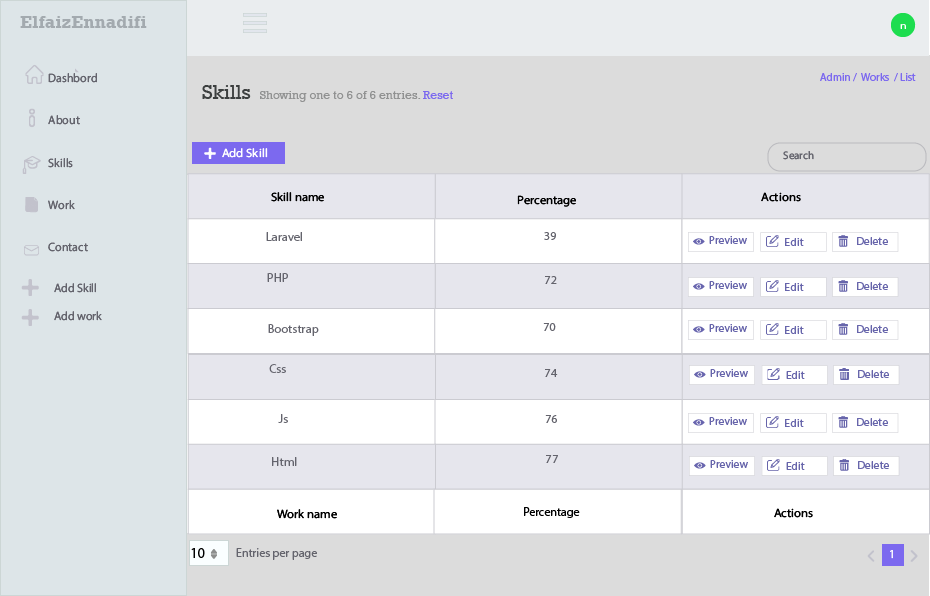 ElfaizEnnadifi
n
Dashbord
About
Skills
Work
Contact
Add Skill
Add work
Admin / Works / List
Skills Showing one to 6 of 6 entries. Reset
Add Skill
Search
Skill name Percentage Actions
Laravel 39 Preview Edit Delete
PHP 72 Preview Edit Delete
Bootstrap 70 Preview Edit Delete
Css 74 Preview Edit Delete
Js 76 Preview Edit Delete
Html 77 Preview Edit Delete
Work name Percentage Actions
10 Entries per page
1